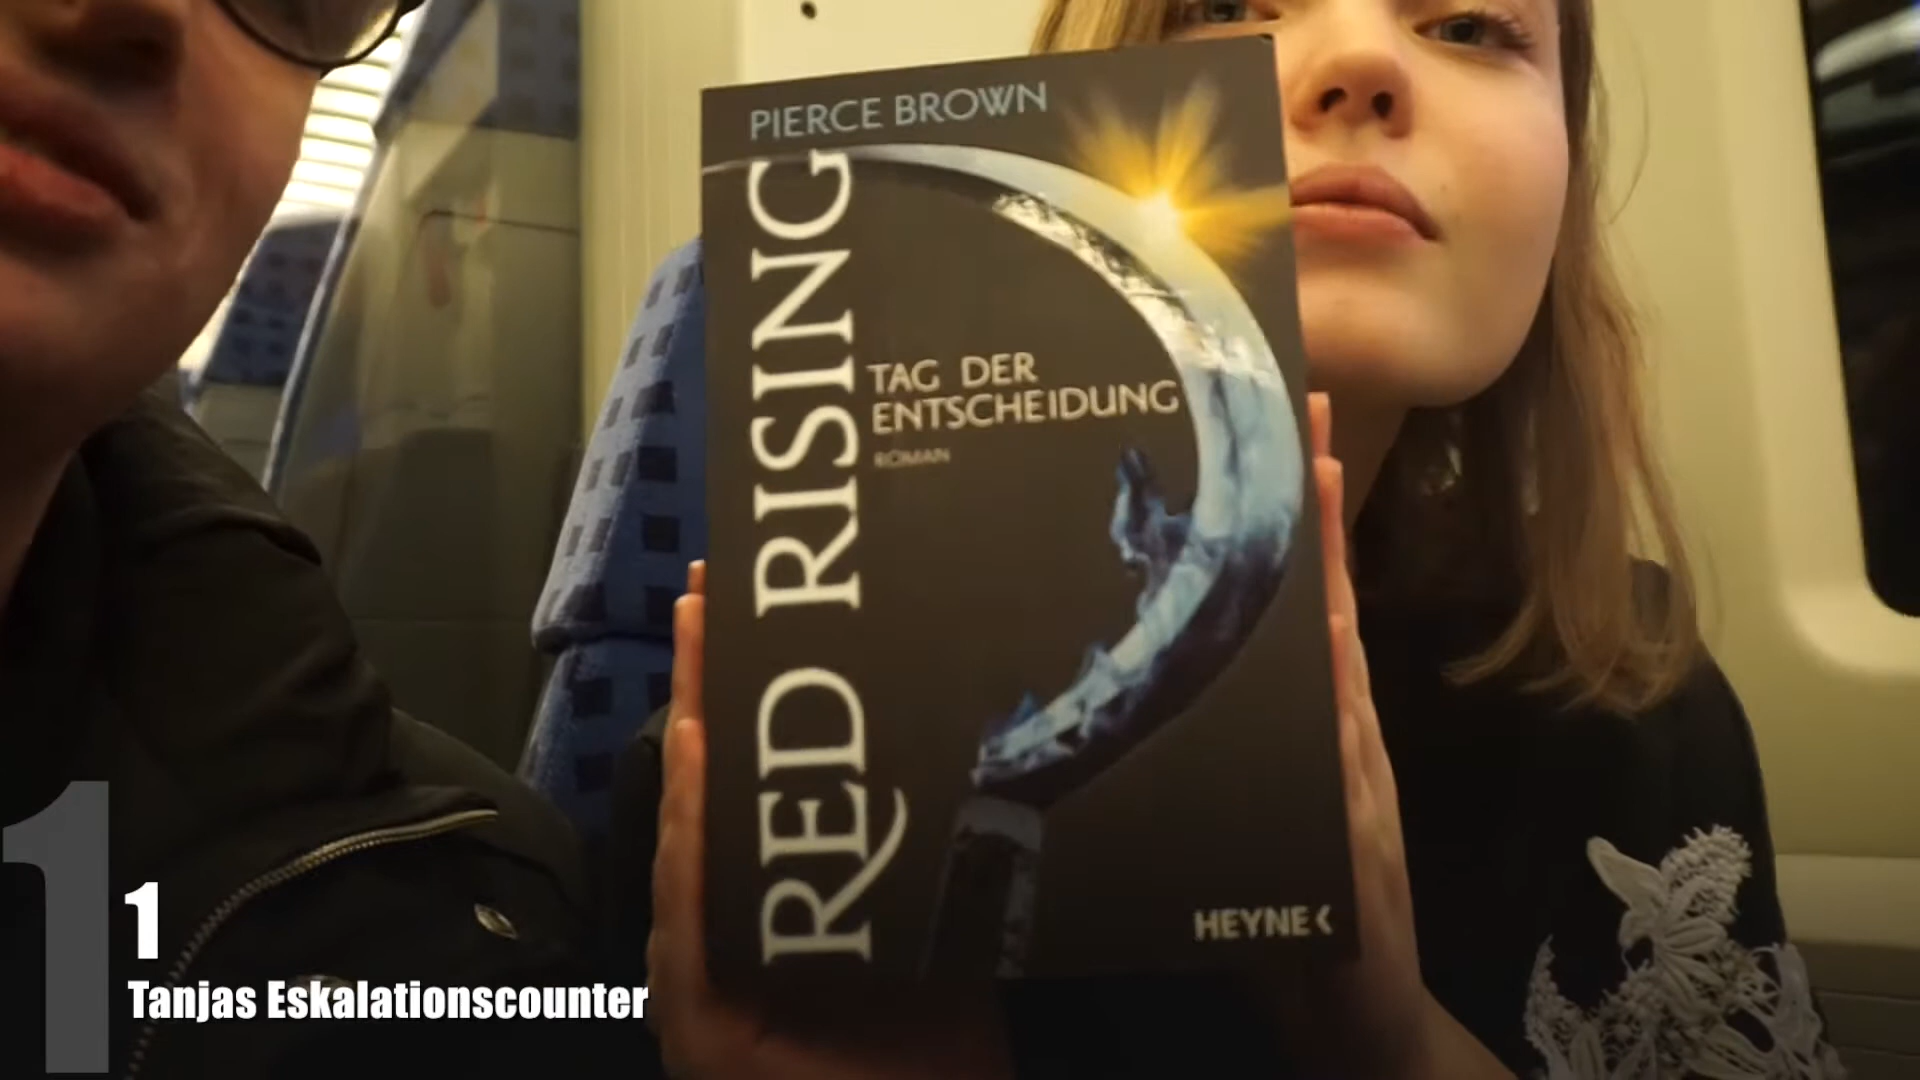 PIERCE BROWN
RED RISING
TAG DER
ENTSCHEIDUNG
ROMAN
HEYNE <
1
1
Tanjas Eskalationscounter